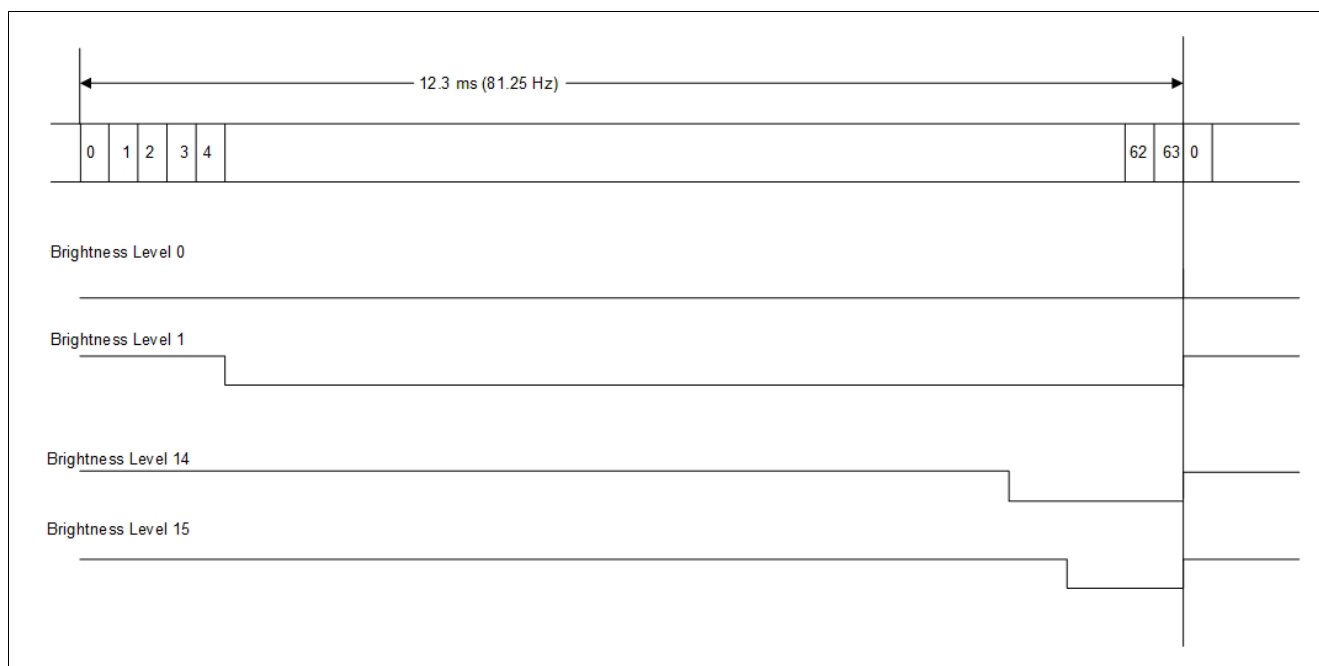 12.3 ms (81.25 Hz)
0 1 2 3 4 62 63 0
Brightness Level 0
Brightness Level 1
Brightness Level 14
Brightness Level 15